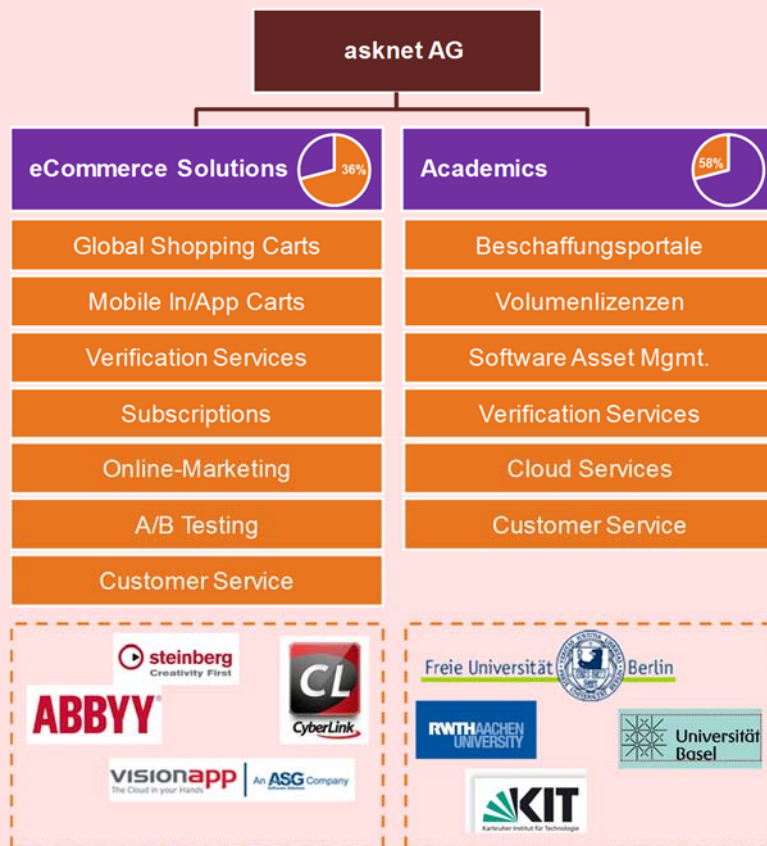 asknet AG
eCommerce Solutions
36%
Academics
58%
Global Shopping Carts
Mobile In/App Carts
Verification Services
Subscriptions
Online-Marketing
A/B Testing
Customer Service
Beschaffungsportale
Volumenlizenzen
Software Asset Mgmt.
Verification Services
Cloud Services
Customer Service
steinberg
Creativity First
ABBYY®
CL
CyberLink
visionapp
The Cloud in your Hands
An ASG Company
Software Solutions
Freie Universität Berlin
RWTH AACHEN
UNIVERSITY
Universität
Basel
KIT
Karlsruher Institut für Technologie